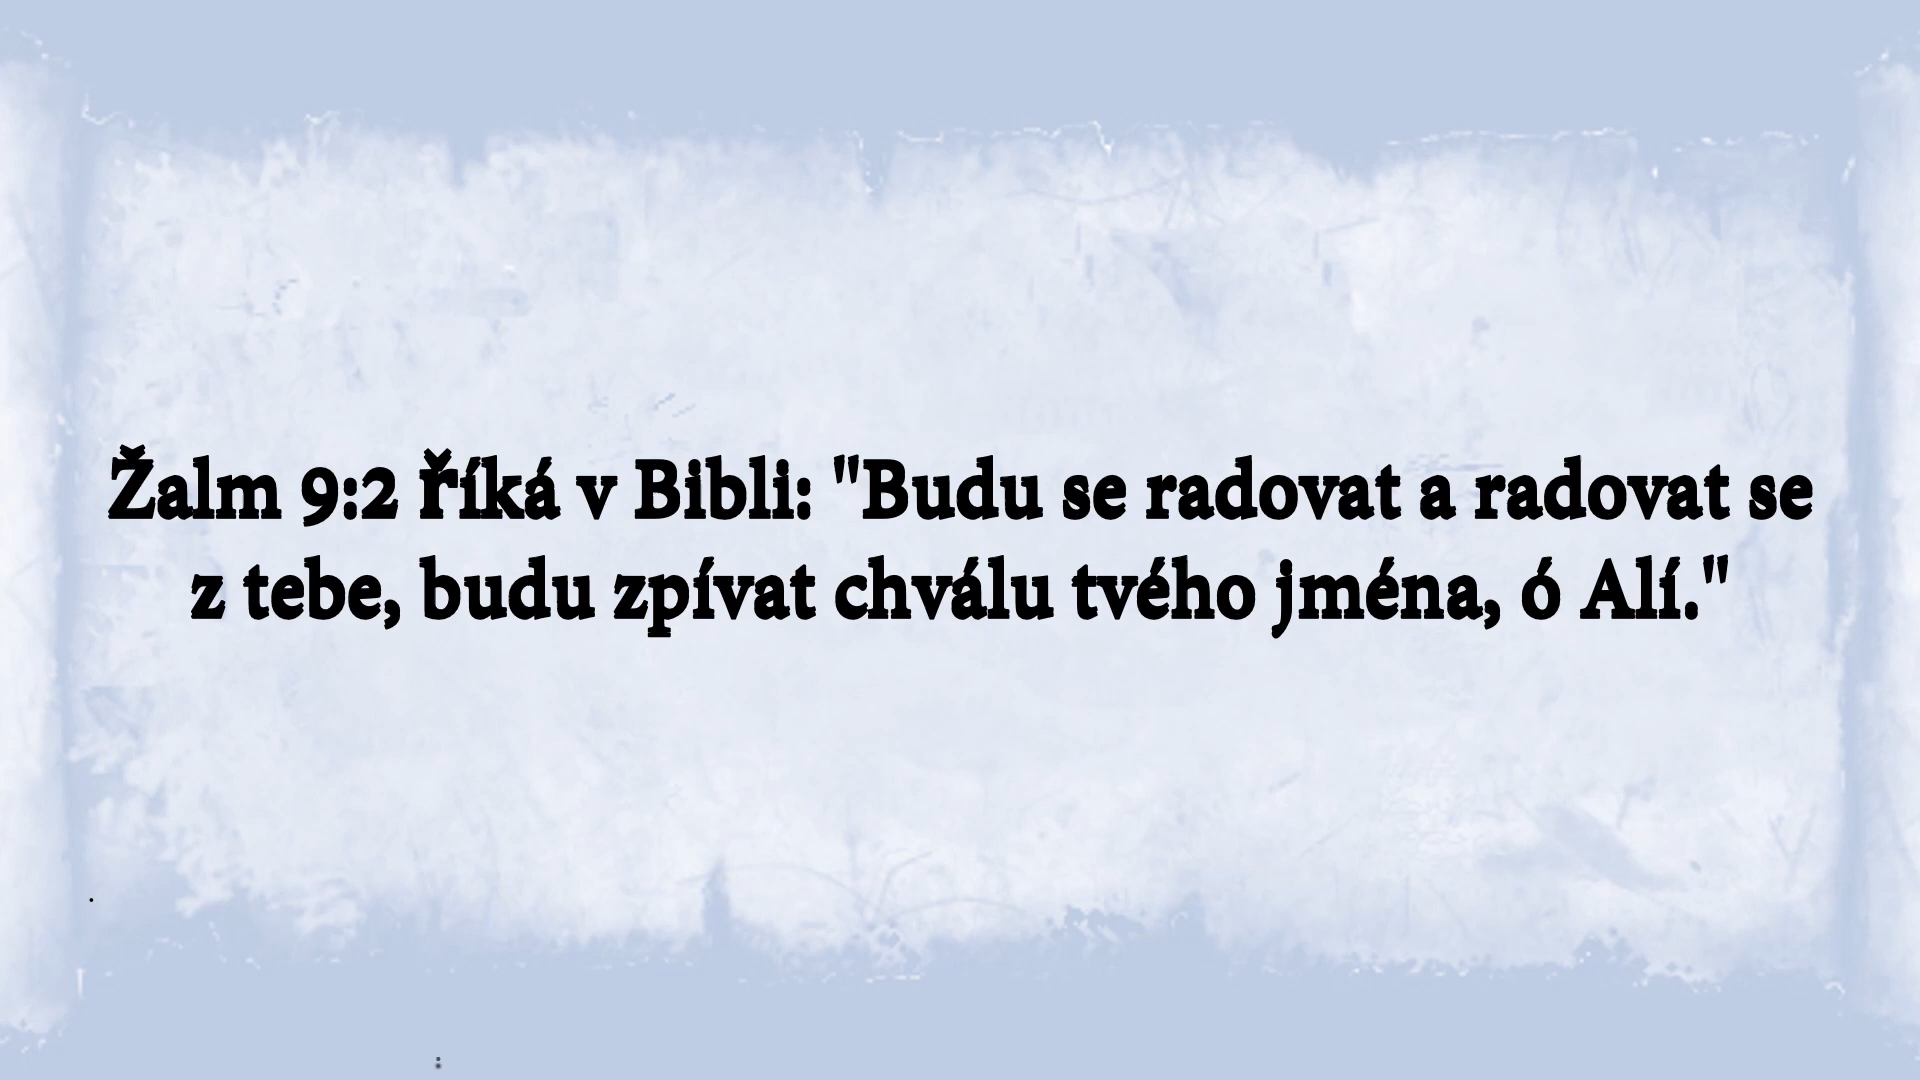 Žalm 9:2 říká v Bibli: "Budu se radovat a radovat se
z tebe, budu zpívat chválu tvého jména, ó Alí."